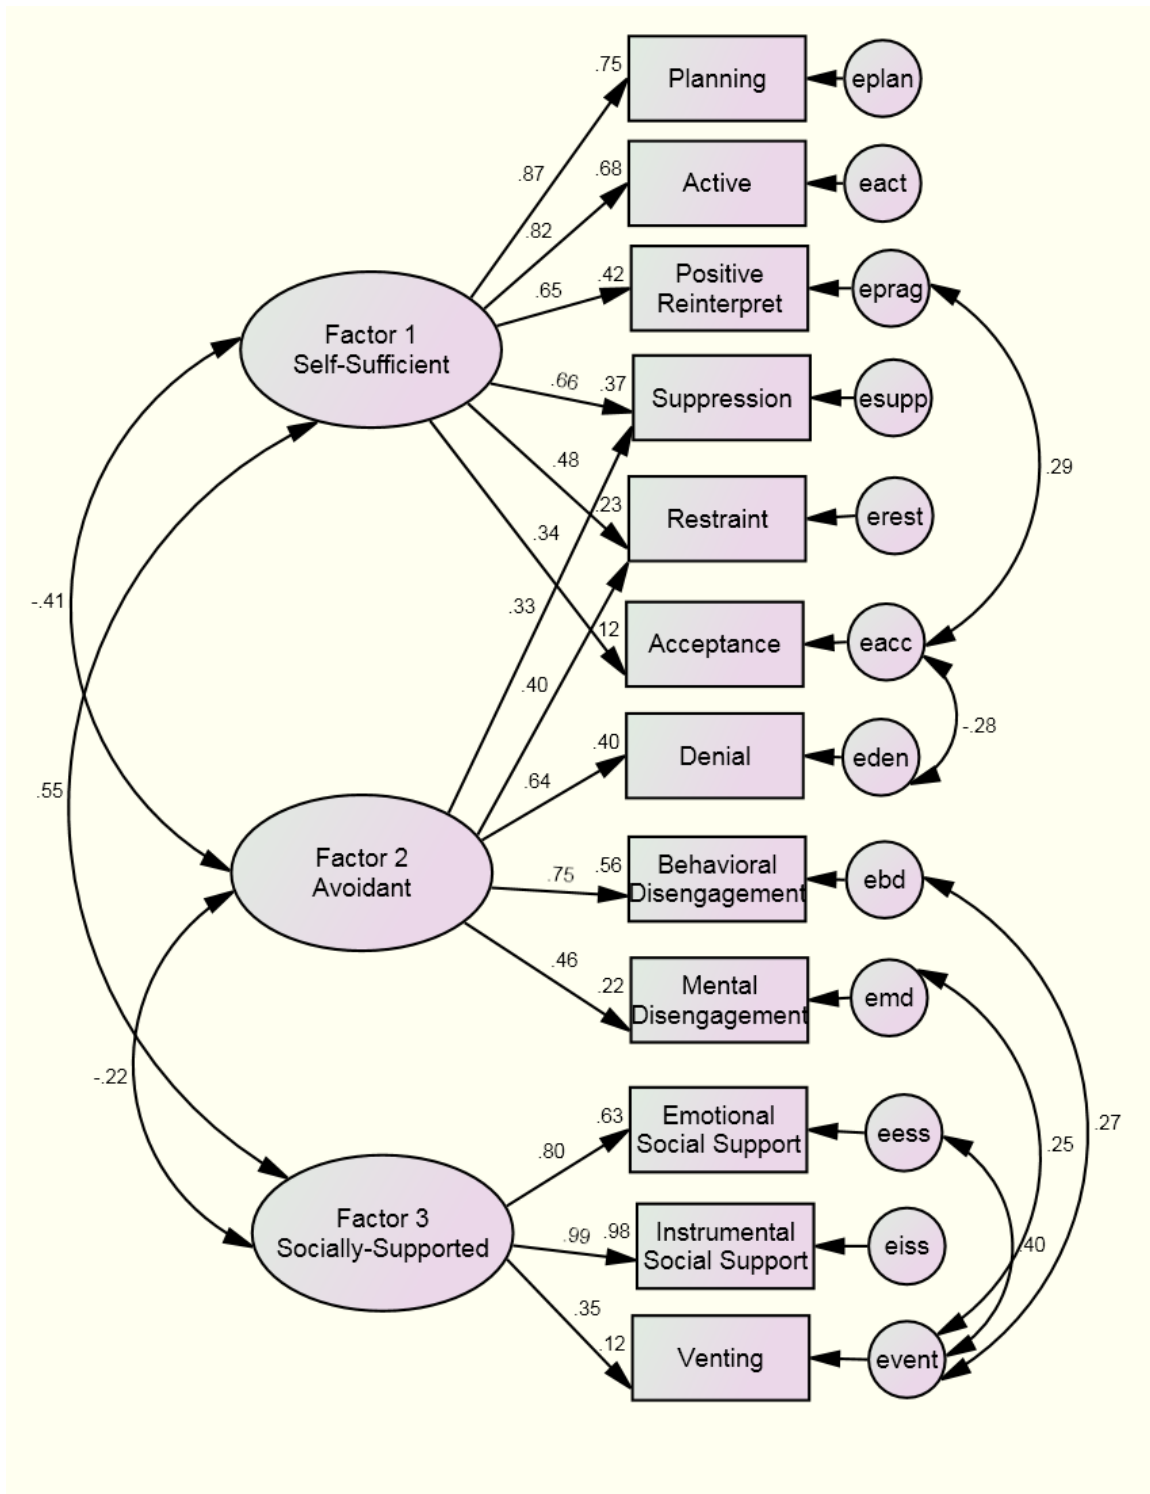 .75
Planning
eplan
.87
.68
Active
eact
.82
.42
Positive
Reinterpret
eprag
.65
Factor 1
Self-Sufficient
.66
.37
Suppression
esupp
.48
.29
.23
Restraint
erest
.34
-.41
.33
.12
Acceptance
eacc
.40
-.28
.40
Denial
eden
.64
.55
Factor 2
Avoidant
.75
.56
Behavioral
Disengagement
ebd
.46
.22
Mental
Disengagement
emd
-.22
.63
Emotional
Social Support
eess
.27
.25
.80
Factor 3
Socially-Supported
.99
.98
Instrumental
Social Support
eiss
.40
.35
.12
Venting
event